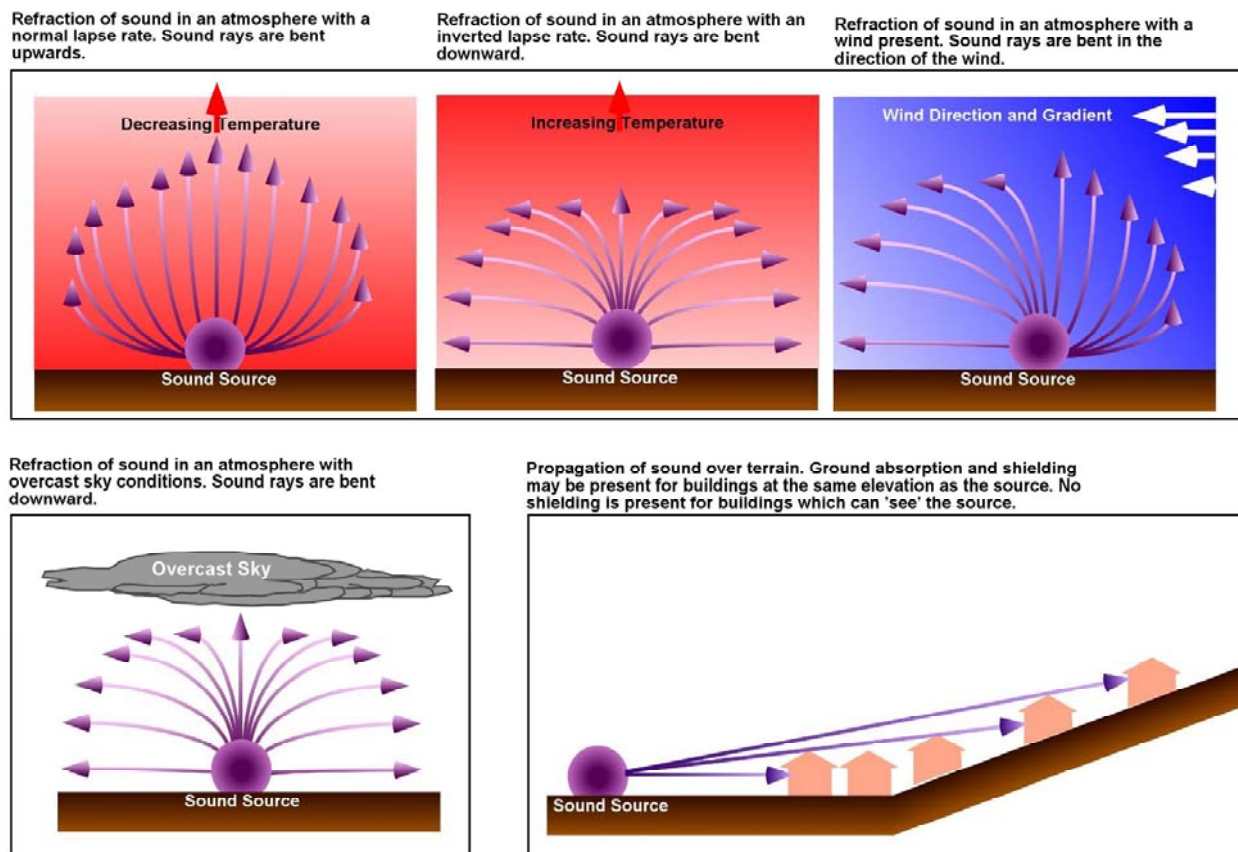 Refraction of sound in an atmosphere with a
normal lapse rate. Sound rays are bent
upwards.
Decreasing Temperature
Sound Source
Refraction of sound in an atmosphere with an
inverted lapse rate. Sound rays are bent
downward.
Increasing Temperature
Sound Source
Refraction of sound in an atmosphere with a
wind present. Sound rays are bent in the
direction of the wind.
Wind Direction and Gradient
Sound Source
Refraction of sound in an atmosphere with
overcast sky conditions. Sound rays are bent
downward.
Overcast Sky
Sound Source
Propagation of sound over terrain. Ground absorption and shielding
may be present for buildings at the same elevation as the source. No
shielding is present for buildings which can 'see' the source.
Sound Source